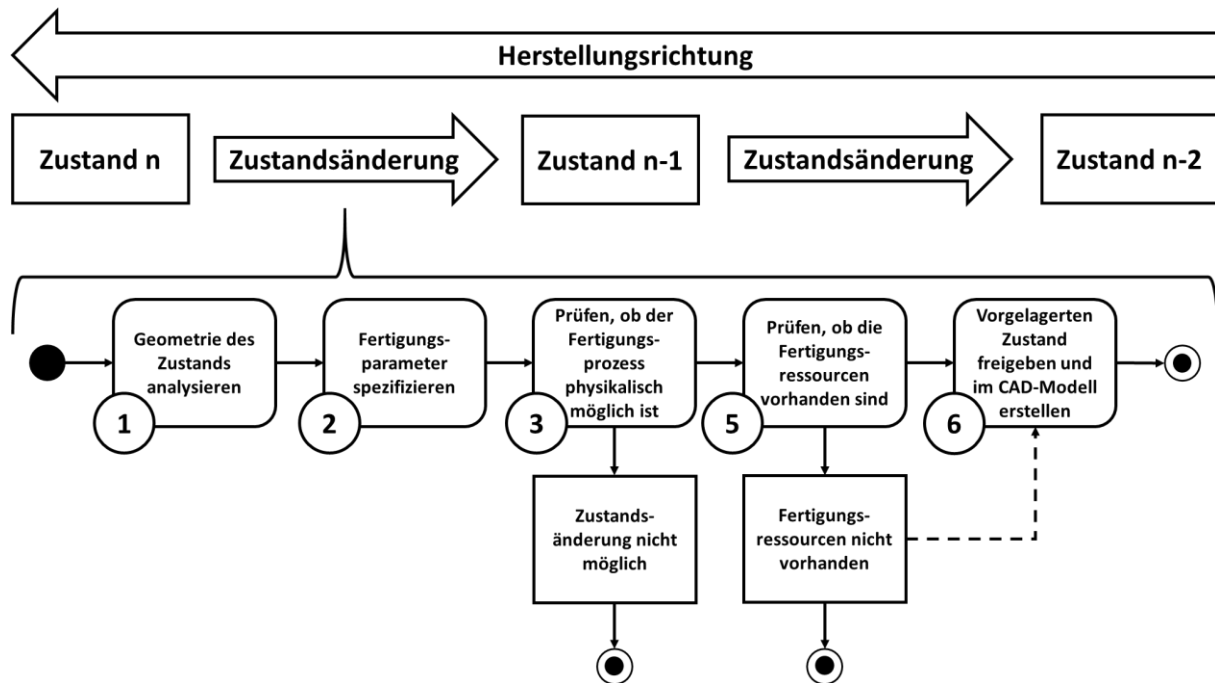 Herstellungsrichtung
Zustand n
Zustandsänderung
Zustand n-1
Zustandsänderung
Zustand n-2
Geometrie des
Zustands
analysieren
1
Fertigungs-
parameter
spezifizieren
2
Prüfen, ob der
Fertigungs-
prozess
physikalisch
möglich ist
3
Prüfen, ob die
Fertigungs-
ressourcen
vorhanden sind
5
Vorgelagerten
Zustand
freigeben und
im CAD-Modell
erstellen
6
Zustands-
änderung nicht
möglich
Fertigungs-
ressourcen nicht
vorhanden